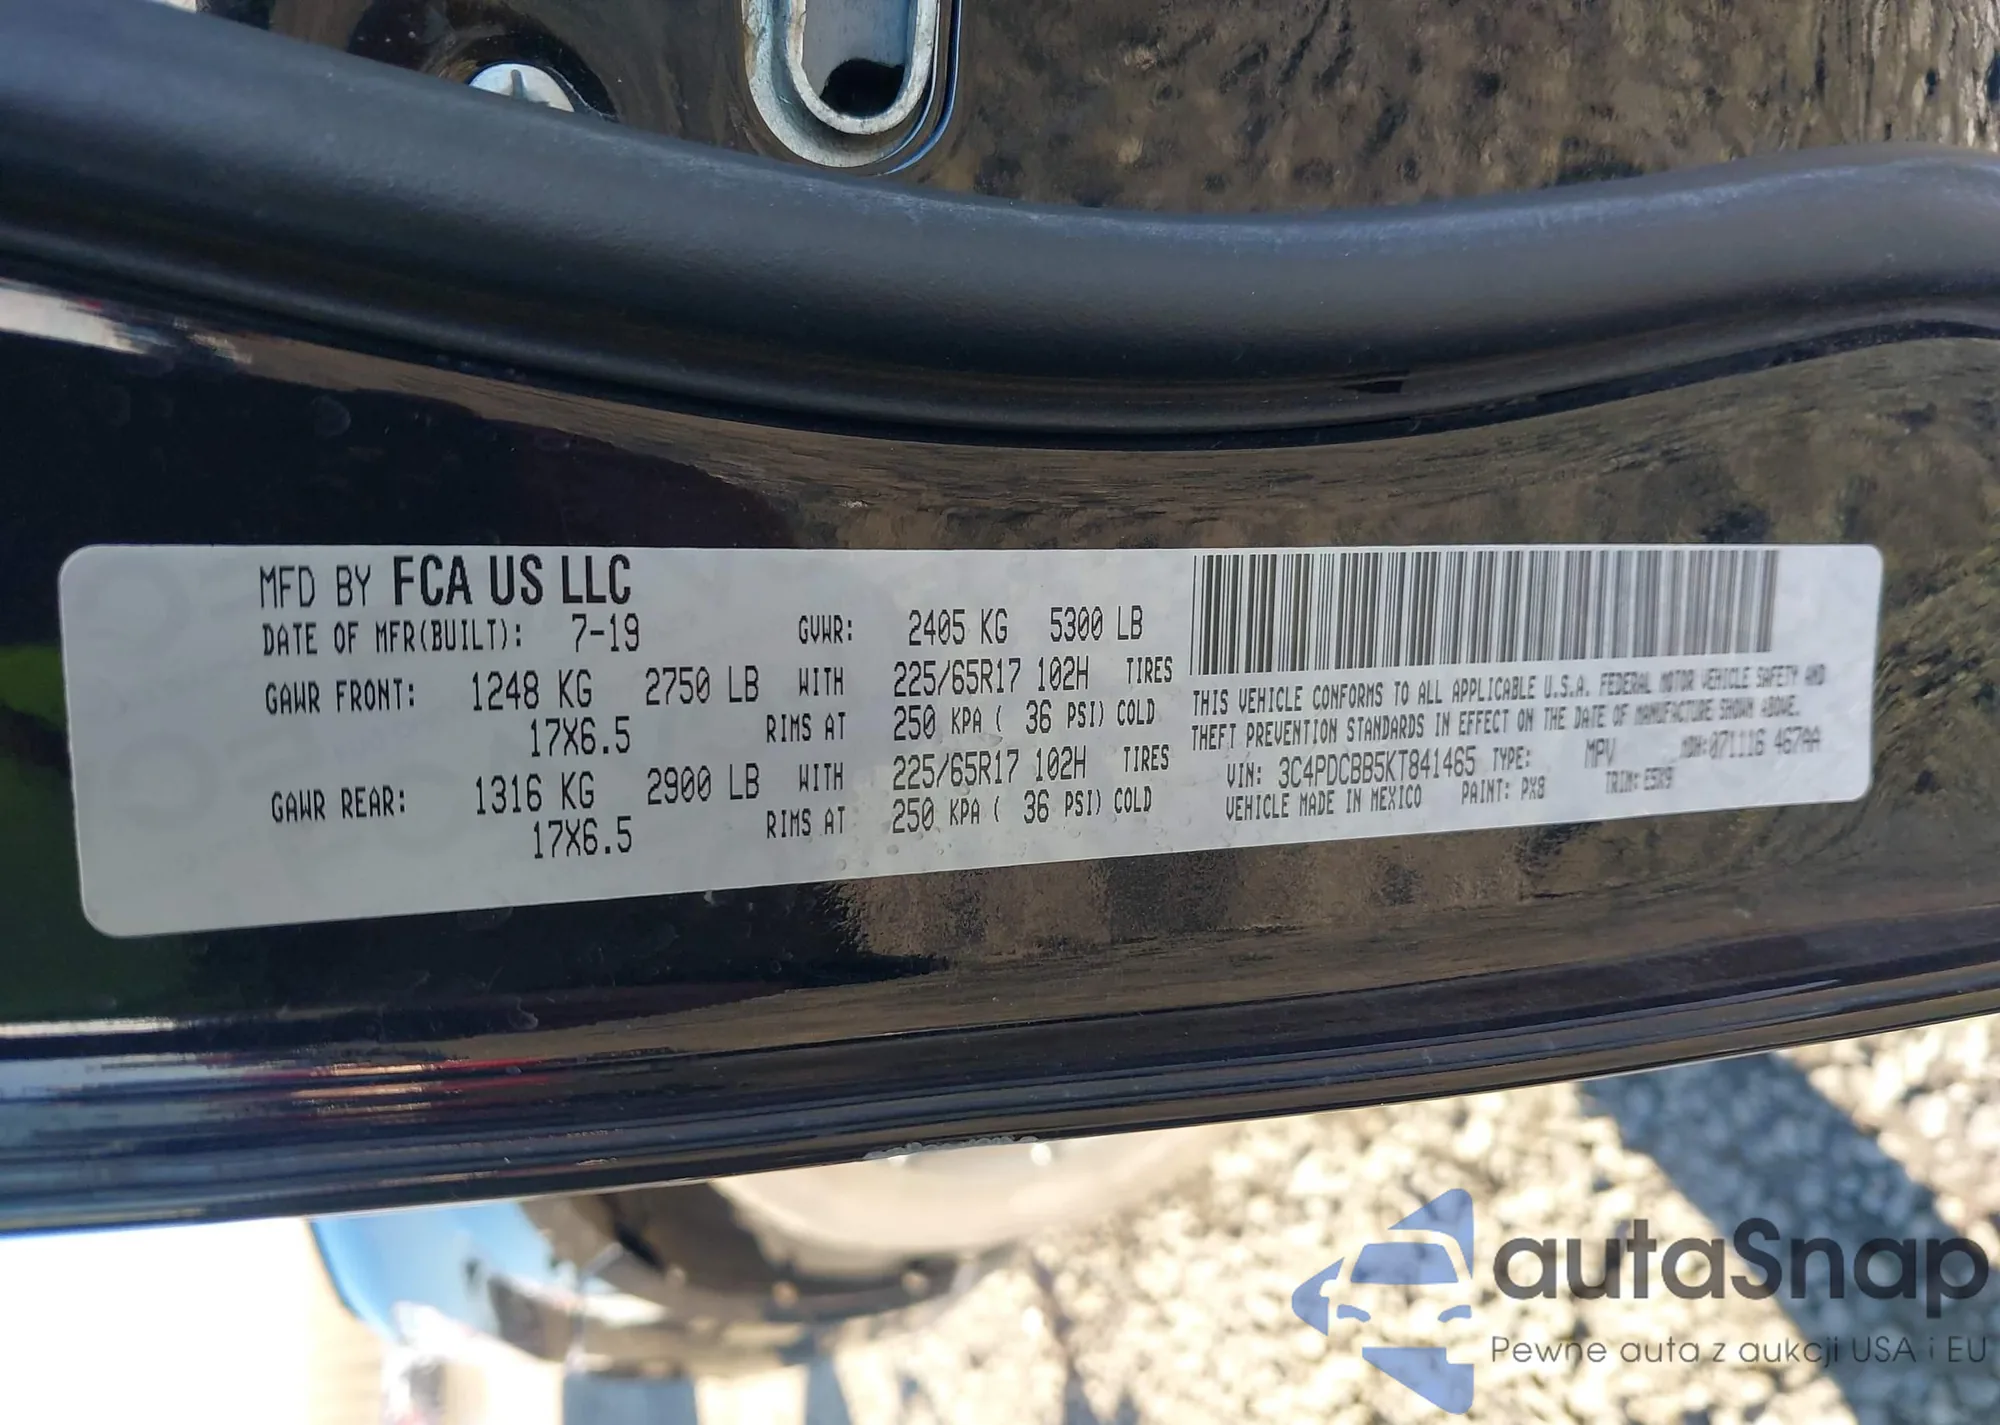 MFD BY FCA US LLC
DATE OF MFR(BUILT): 7-19 GVWR: 2405 KG 5300 LB
GAWR FRONT: 1248 KG 2750 LB WITH 225/65R17 102H TIRES
17X6.5 RIMS AT 250 KPA ( 36 PSI) COLD
GAWR REAR: 1316 KG 2900 LB WITH 225/65R17 102H TIRES
17X6.5 RIMS AT 250 KPA ( 36 PSI) COLD
THIS VEHICLE CONFORMS TO ALL APPLICABLE U.S.A. FEDERAL MOTOR VEHICLE SAFETY AND
THEFT PREVENTION STANDARDS IN EFFECT ON THE DATE OF MANUFACTURE SHOWN ABOVE.
VIN: 3C4PDCBB5KT841465 TYPE: MPV MDH:071116 467AA
VEHICLE MADE IN MEXICO PAINT: PX8 TRIM: E5X9
autaSnap
Pewne auta z aukcji USA i EU